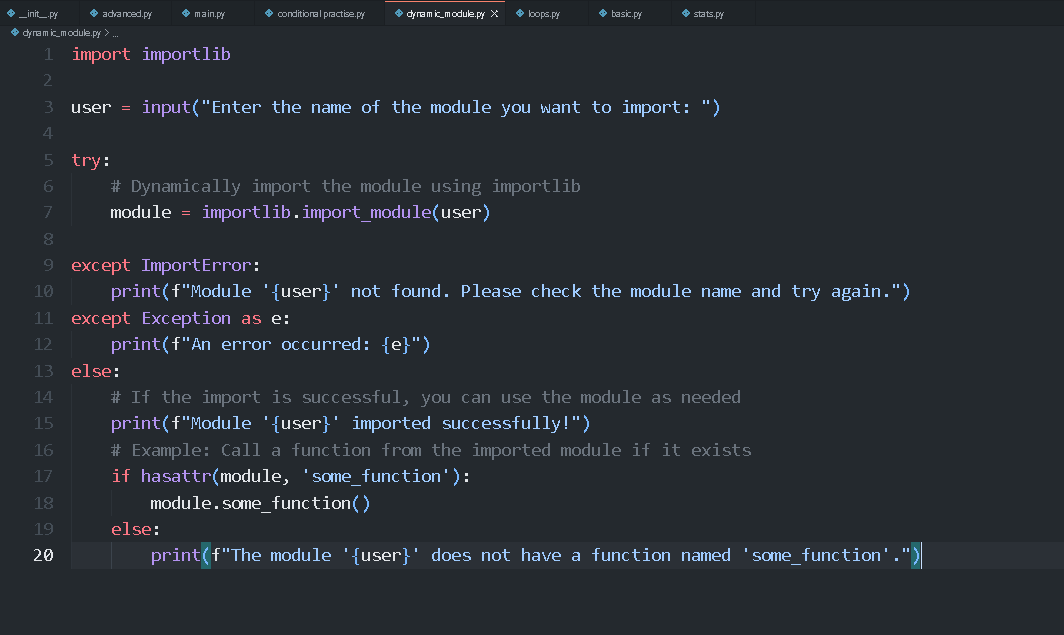 __init__.py advanced.py main.py conditional practise.py dynamic_module.py X loops.py basic.py stats.py
dynamic_module.py > ...
1 import importlib
2
3 user = input("Enter the name of the module you want to import: ")
4
5 try:
6     # Dynamically import the module using importlib
7     module = importlib.import_module(user)
8
9 except ImportError:
10     print(f"Module '{user}' not found. Please check the module name and try again.")
11 except Exception as e:
12     print(f"An error occurred: {e}")
13 else:
14     # If the import is successful, you can use the module as needed
15     print(f"Module '{user}' imported successfully!")
16     # Example: Call a function from the imported module if it exists
17     if hasattr(module, 'some_function'):
18         module.some_function()
19     else:
20         print(f"The module '{user}' does not have a function named 'some_function'.")